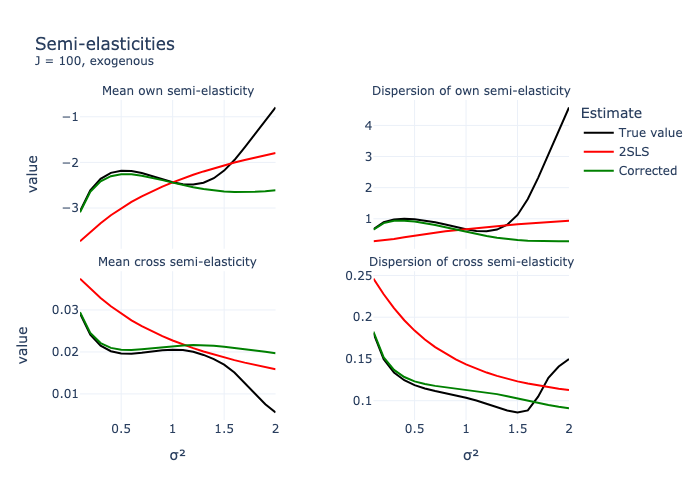 Semi-elasticities
J = 100, exogenous
Mean own semi-elasticity
Dispersion of own semi-elasticity
−1
−2
−3
value
4
3
2
1
Estimate
True value
2SLS
Corrected
Mean cross semi-elasticity
Dispersion of cross semi-elasticity
0.03
0.02
0.01
value
0.25
0.2
0.15
0.1
0.5 1 1.5 2
0.5 1 1.5 2
σ² σ²